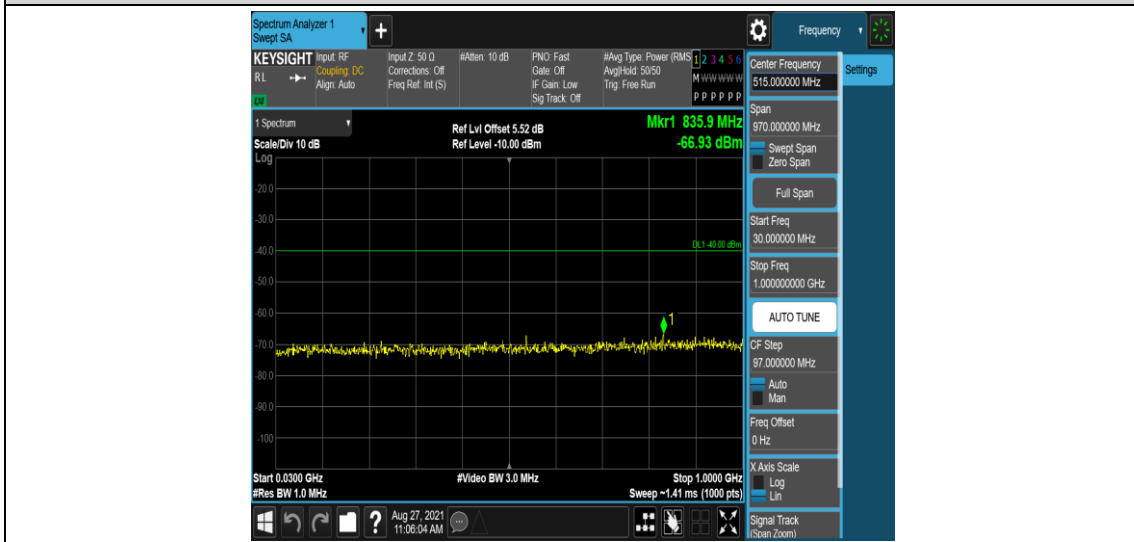 Spectrum Analyzer 1
Swept SA
+
Frequency
KEYSIGHT
RL
LXI
Input: RF
Coupling: DC
Align: Auto
Input Z: 50 Ω
Corrections: Off
Freq Ref: Int (S)
#Atten: 10 dB
PNO: Fast
Gate: Off
IF Gain: Low
Sig Track: Off
#Avg Type: Power (RMS
Avg|Hold: 50/50
Trig: Free Run
1 2 3 4 5 6
M W W W W W
P P P P P P
1 Spectrum
Scale/Div 10 dB
Log
Ref Lvl Offset 5.52 dB
Ref Level -10.00 dBm
Mkr1 835.9 MHz
-66.93 dBm
-20.0
-30.0
-40.0
DL1 -40.00 dBm
-50.0
-60.0
1
-70.0
-80.0
-90.0
-100
Start 0.0300 GHz
#Res BW 1.0 MHz
#Video BW 3.0 MHz
Stop 1.0000 GHz
Sweep ~1.41 ms (1000 pts)
?
Aug 27, 2021
11:06:04 AM
Center Frequency
515.000000 MHz
Settings
Span
970.000000 MHz
Swept Span
Zero Span
Full Span
Start Freq
30.000000 MHz
Stop Freq
1.000000000 GHz
AUTO TUNE
CF Step
97.000000 MHz
Auto
Man
Freq Offset
0 Hz
X Axis Scale
Log
Lin
Signal Track
(Span Zoom)